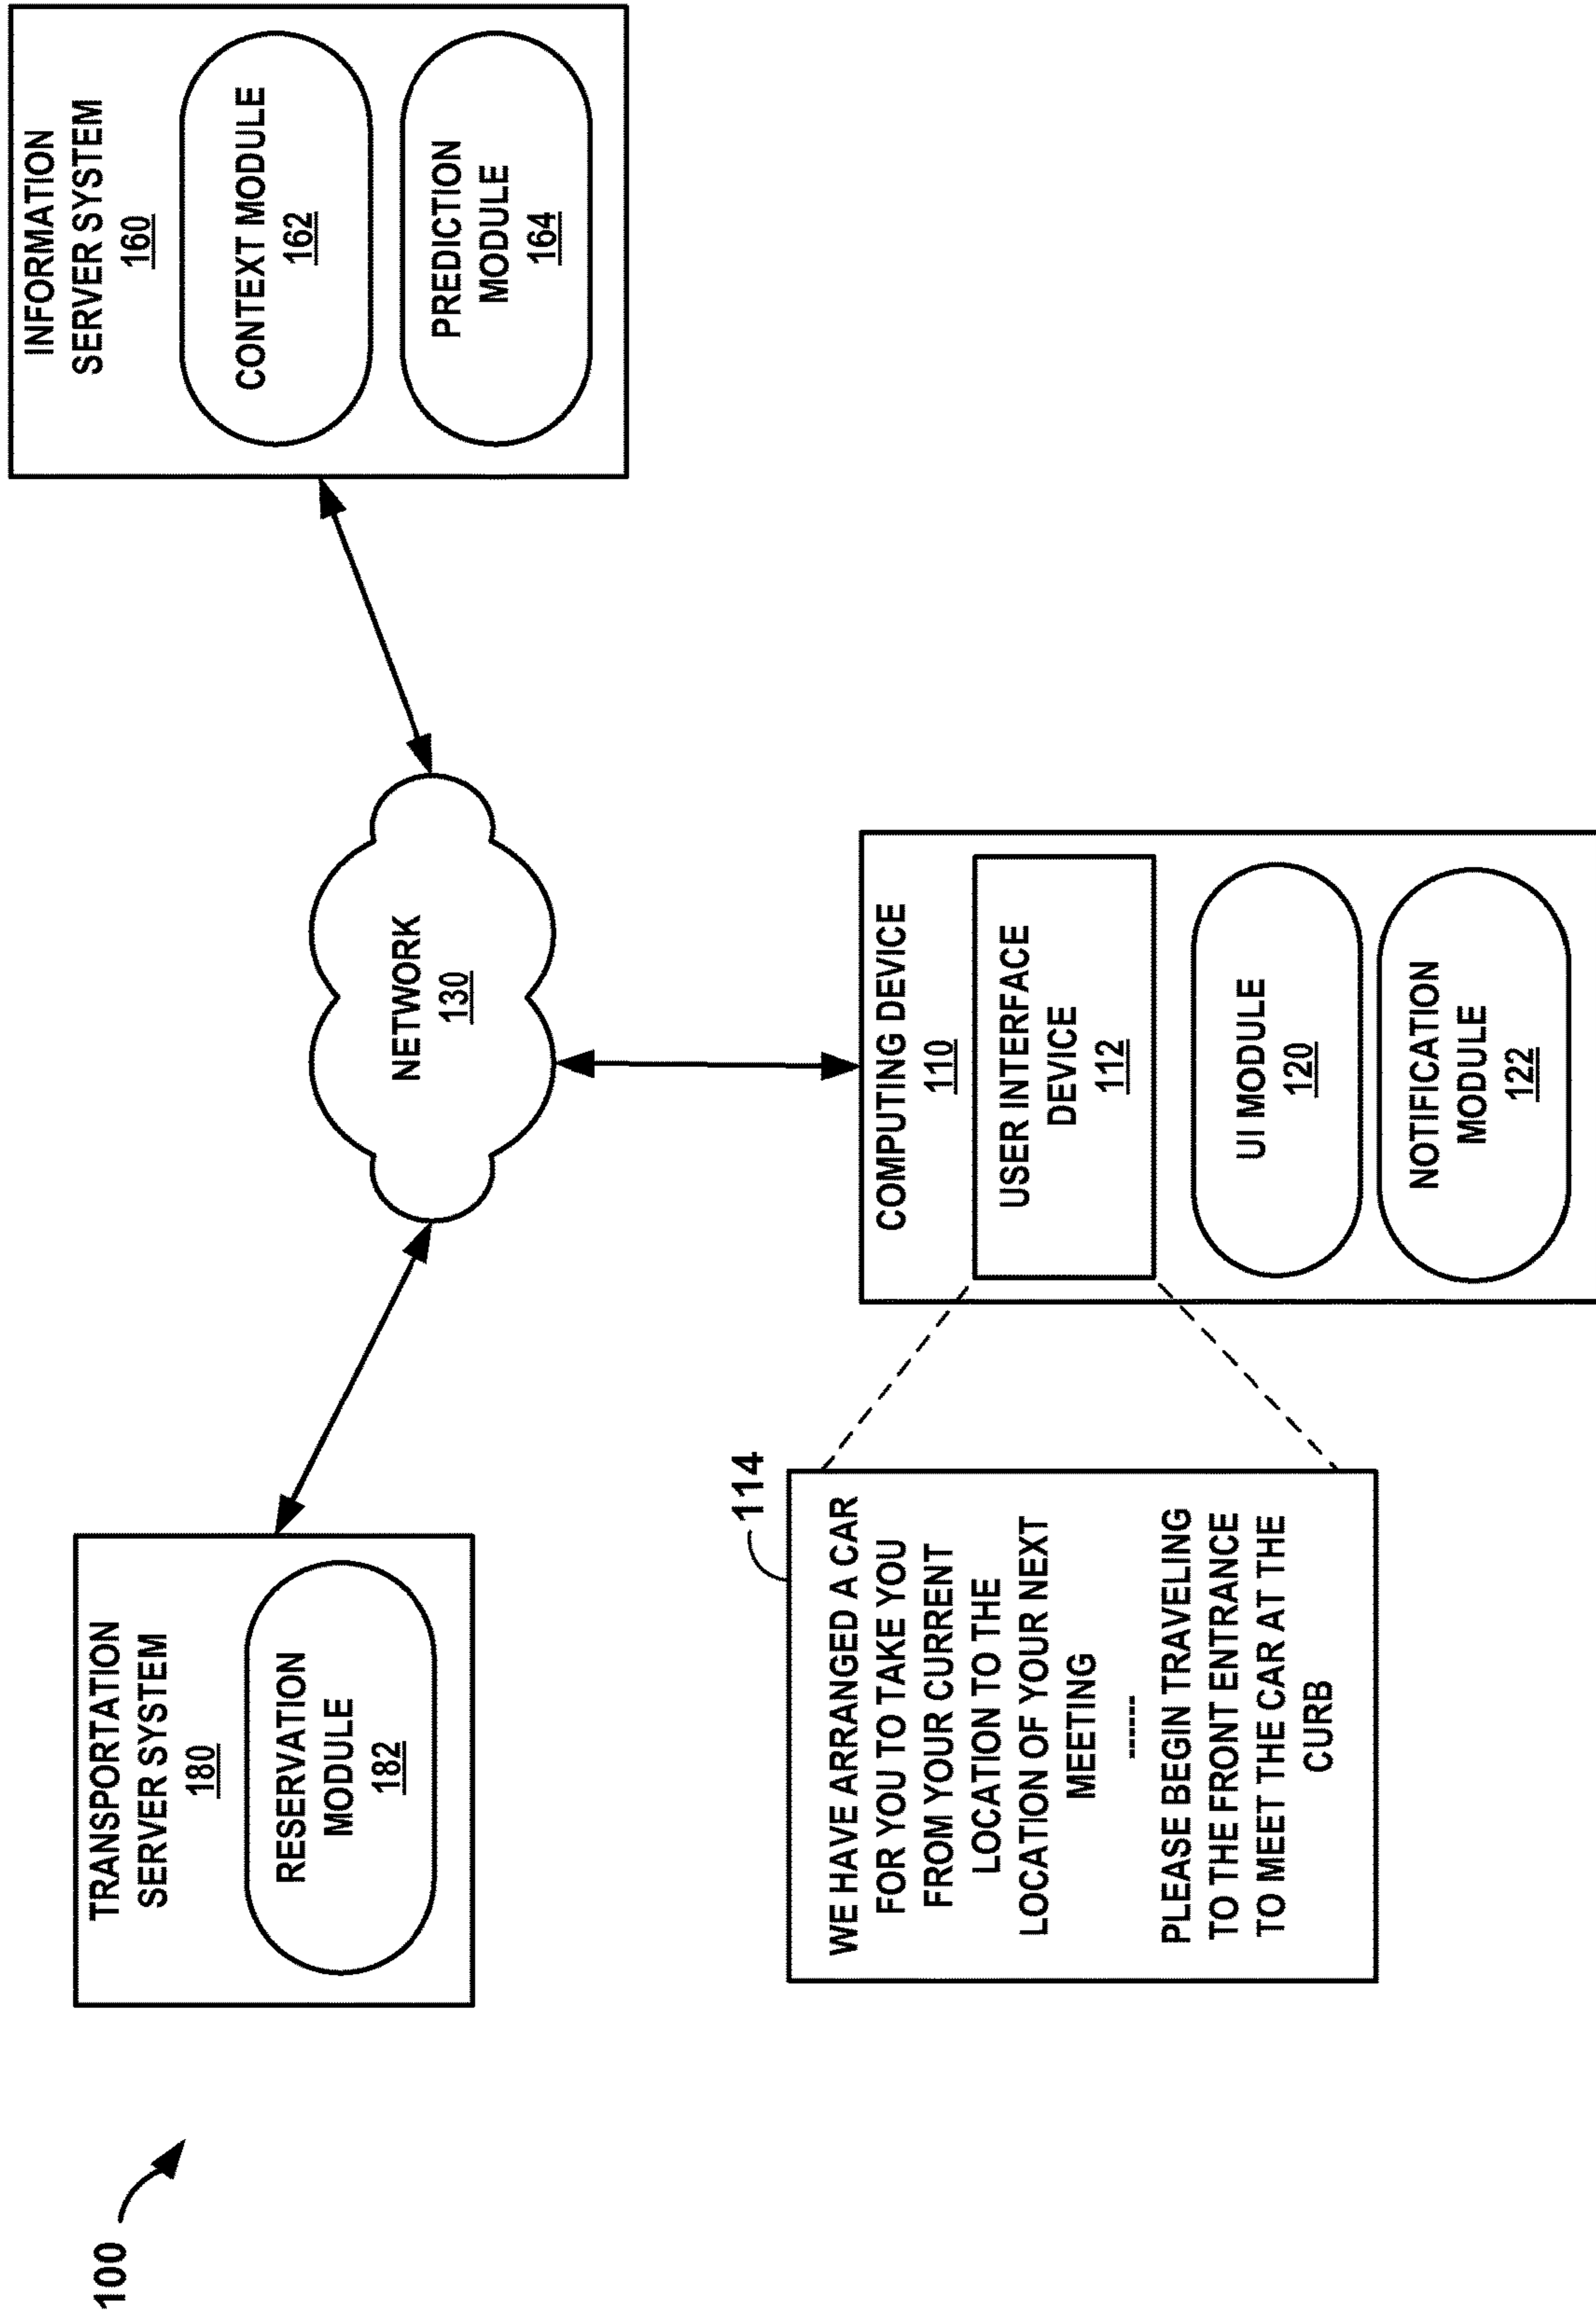 100
TRANSPORTATION
SERVER SYSTEM
180
RESERVATION
MODULE
182
NETWORK
130
INFORMATION
SERVER SYSTEM
160
CONTEXT MODULE
162
PREDICTION
MODULE
164
114
WE HAVE ARRANGED A CAR
FOR YOU TO TAKE YOU
FROM YOUR CURRENT
LOCATION TO THE
LOCATION OF YOUR NEXT
MEETING
------
PLEASE BEGIN TRAVELING
TO THE FRONT ENTRANCE
TO MEET THE CAR AT THE
CURB
COMPUTING DEVICE
110
USER INTERFACE
DEVICE
112
UI MODULE
120
NOTIFICATION
MODULE
122